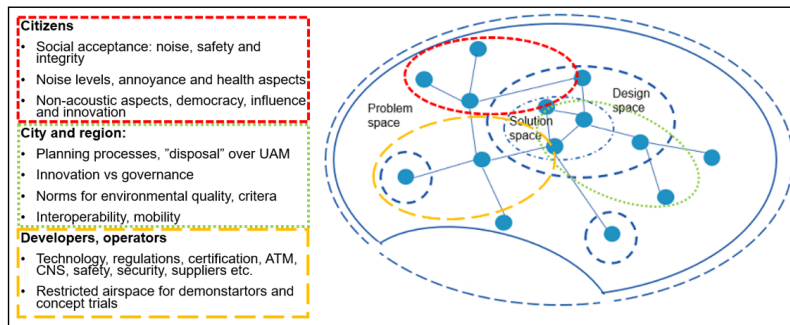 Citizens
• Social acceptance: noise, safety and
integrity
• Noise levels, annoyance and health aspects
• Non-acoustic aspects, democracy, influence
and innovation
City and region:
• Planning processes, ”disposal” over UAM
• Innovation vs governance
• Norms for environmental quality, critera
• Interoperability, mobility
Developers, operators
• Technology, regulations, certification, ATM,
CNS, safety, security, suppliers etc.
• Restricted airspace for demonstartors and
concept trials
Problem
space
Solution
space
Design
space